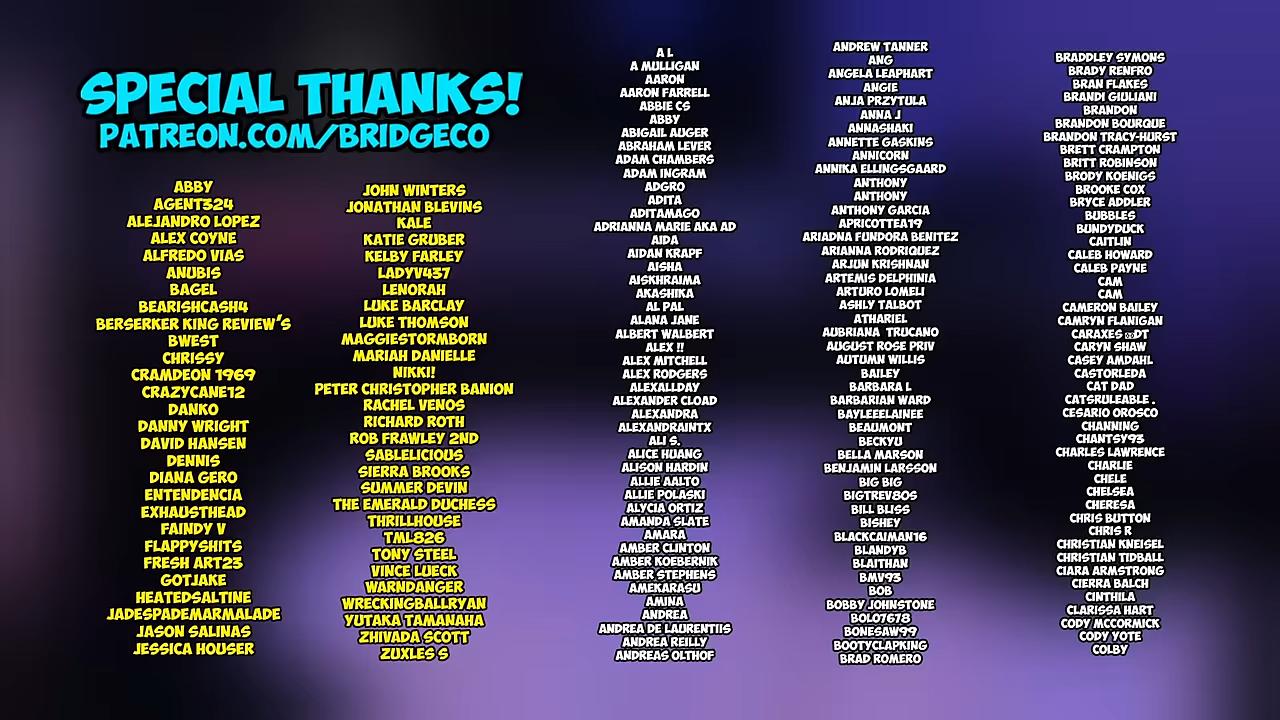 SPECIAL THANKS!
PATREON.COM/BRIDGECO
ABBY
AGENT324
ALEJANDRO LOPEZ
ALEX COYNE
ALFREDO VIAS
ANUBIS
BAGEL
BEARISHCASH4
BERSERKER KING REVIEW'S
BWEST
CHRISSY
CRAMDEON 1969
CRAZYCANE12
DANKO
DANNY WRIGHT
DAVID HANSEN
DENNIS
DIANA GERO
ENTENDENCIA
EXHAUSTHEAD
FAINDY V
FLAPPYSHITS
FRESH ART23
GOTJAKE
HEATEDSALTINE
JADESPADEMARMALADE
JASON SALINAS
JESSICA HOUSER
JOHN WINTERS
JONATHAN BLEVINS
KALE
KATIE GRUBER
KELBY FARLEY
LADYV437
LENORAH
LUKE BARCLAY
LUKE THOMSON
MAGGIESTORMBORN
MARIAH DANIELLE
NIKKI!
PETER CHRISTOPHER BANION
RACHEL VENOS
RICHARD ROTH
ROB FRAWLEY 2ND
SABLELICIOUS
SIERRA BROOKS
SUMMER DEVIN
THE EMERALD DUCHESS
THRILLHOUSE
TML826
TONY STEEL
VINCE LUECK
WARNDANGER
WRECKINGBALLRYAN
YUTAKA TAMANAHA
ZHIVADA SCOTT
ZUXLES S
A L
A MULLIGAN
AARON
AARON FARRELL
ABBIE CS
ABBY
ABIGAIL AUGER
ABRAHAM LEVER
ADAM CHAMBERS
ADAM INGRAM
ADGRO
ADITA
ADITAMAGO
ADRIANNA MARIE AKA AD
AIDA
AIDAN KRAPF
AISHA
AISKHRAIMA
AKASHIKA
AL PAL
ALANA JANE
ALBERT WALBERT
ALEX !!
ALEX MITCHELL
ALEX RODGERS
ALEXALLDAY
ALEXANDER CLOAD
ALEXANDRA
ALEXANDRAINTX
ALI S.
ALICE HUANG
ALISON HARDIN
ALLIE AALTO
ALLIE POLASKI
ALYCIA ORTIZ
AMANDA SLATE
AMARA
AMBER CLINTON
AMBER KOEBERNIK
AMBER STEPHENS
AMEKARASU
AMINA
ANDREA
ANDREA DE LAURENTIIS
ANDREA REILLY
ANDREAS OLTHOF
ANDREW TANNER
ANG
ANGELA LEAPHART
ANGIE
ANJA PRZYTULA
ANNA J
ANNASHAKI
ANNETTE GASKINS
ANNICORN
ANNIKA ELLINGSGAARD
ANTHONY
ANTHONY
ANTHONY GARCIA
APRICOTTEA19
ARIADNA FUNDORA BENITEZ
ARIANNA RODRIQUEZ
ARJUN KRISHNAN
ARTEMIS DELPHINIA
ARTURO LOMELI
ASHLY TALBOT
ATHARIEL
AUBRIANA TRUCANO
AUGUST ROSE PRIV
AUTUMN WILLIS
BAILEY
BARBARA L
BARBARIAN WARD
BAYLEEELAINEE
BEAUMONT
BECKYU
BELLA MARSON
BENJAMIN LARSSON
BIG BIG
BIGTREV80S
BILL BLISS
BISHEY
BLACKCAIMAN16
BLANDYB
BLAITHAN
BMV93
BOB
BOBBY JOHNSTONE
BOLO7678
BONESAW99
BOOTYCLAPKING
BRAD ROMERO
BRADDLEY SYMONS
BRADY RENFRO
BRAN FLAKES
BRANDI GIULIANI
BRANDON
BRANDON BOURQUE
BRANDON TRACY-HURST
BRETT CRAMPTON
BRITT ROBINSON
BRODY KOENIGS
BROOKE COX
BRYCE ADDLER
BUBBLES
BUNDYDUCK
CAITLIN
CALEB HOWARD
CALEB PAYNE
CAM
CAM
CAMERON BAILEY
CAMRYN FLANIGAN
CARAXES DT
CARYN SHAW
CASEY AMDAHL
CASTORLEDA
CAT DAD
CATSRULEABLE .
CESARIO OROSCO
CHANNING
CHANTSY93
CHARLES LAWRENCE
CHARLIE
CHELE
CHELSEA
CHERESA
CHRIS BUTTON
CHRIS R
CHRISTIAN KNEISEL
CHRISTIAN TIDBALL
CIARA ARMSTRONG
CIERRA BALCH
CINTHILA
CLARISSA HART
CODY MCCORMICK
CODY YOTE
COLBY